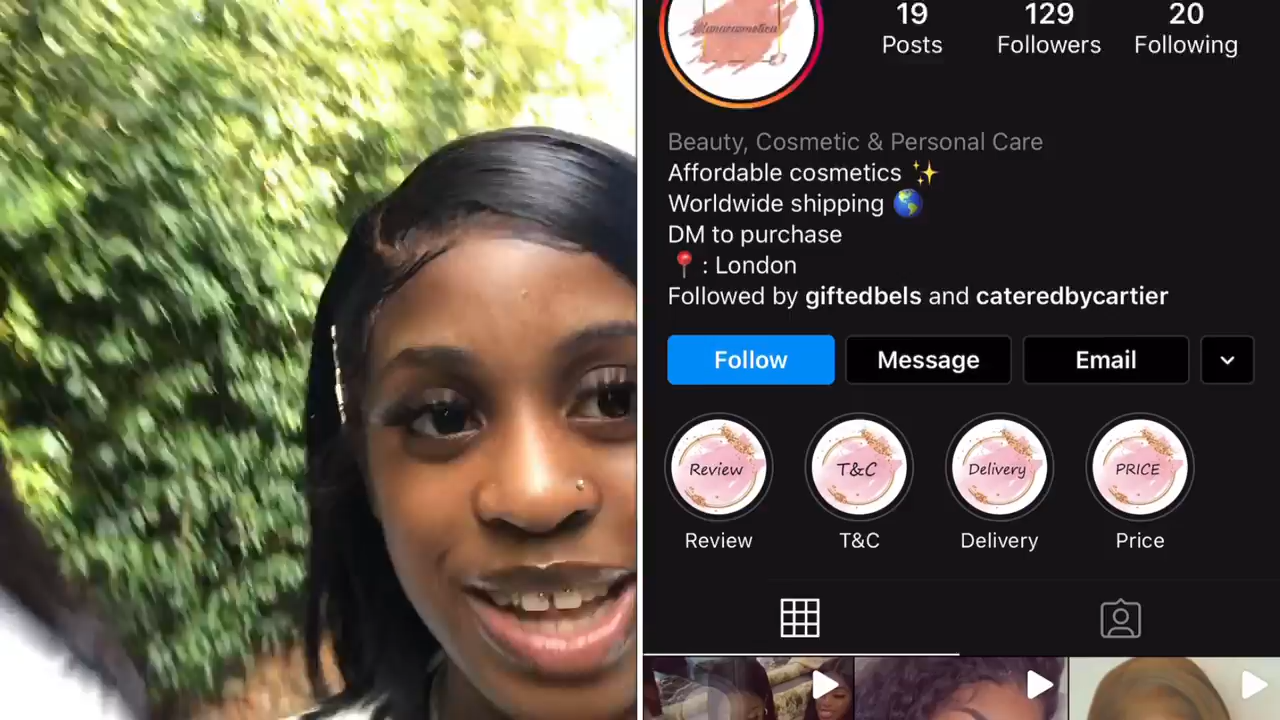 19 129 20
Posts Followers Following
Beauty, Cosmetic & Personal Care
Affordable cosmetics ✨
Worldwide shipping 🌎
DM to purchase
📍 : London
Followed by giftedbels and cateredbycartier
Follow Message Email
Review T&C Delivery PRICE
Review T&C Delivery Price